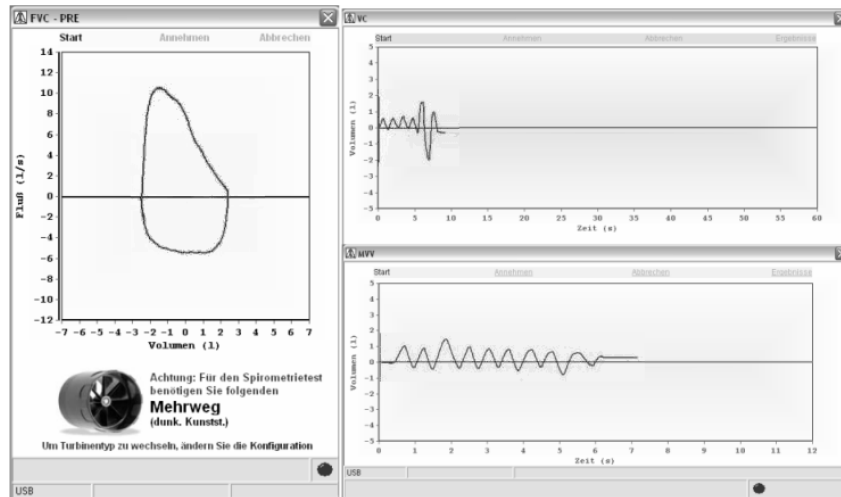 FVC - PRE
Start Annehmen Abbrechen
14
12
10
8
6
4
2
0
-2
-4
-6
-8
-10
-12
Fluß (l/s)
-7 -6 -5 -4 -3 -2 -1 0 1 2 3 4 5 6 7
Volumen (l)
Achtung: Für den Spirometrietest
benötigen Sie folgenden
Mehrweg
(dunk. Kunstst.)
Um Turbinentyp zu wechseln, ändern Sie die Konfiguration
USB
VC
Start Annehmen Abbrechen Ergebnisse
5
4
3
2
1
0
-1
-2
-3
-4
-5
Volumen (l)
0 5 10 15 20 25 30 35 40 45 50 55 60
Zeit (s)
MVV
Start Annehmen Abbrechen Ergebnisse
5
4
3
2
1
0
-1
-2
-3
-4
-5
Volumen (l)
0 1 2 3 4 5 6 7 8 9 10 11 12
Zeit (s)
USB